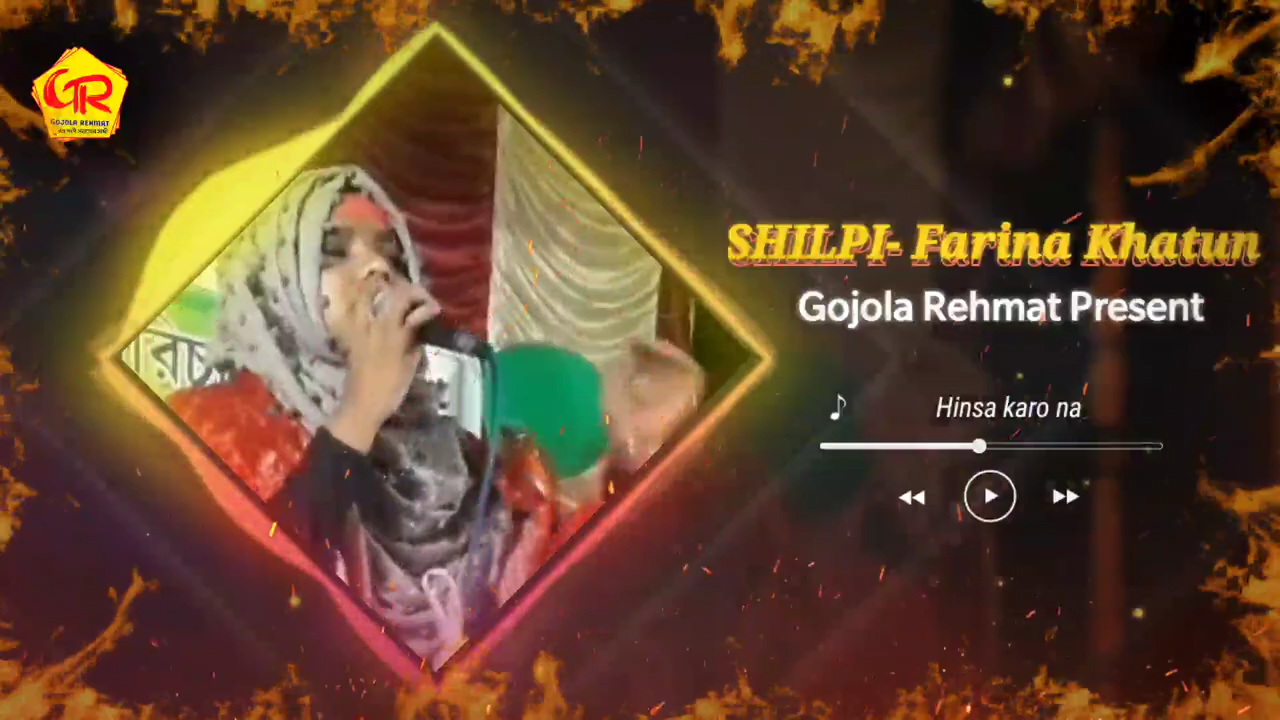 GR
GOJOLA REHMAT
SHILPI- Farina Khatun
Gojola Rehmat Present
Hinsa karo na